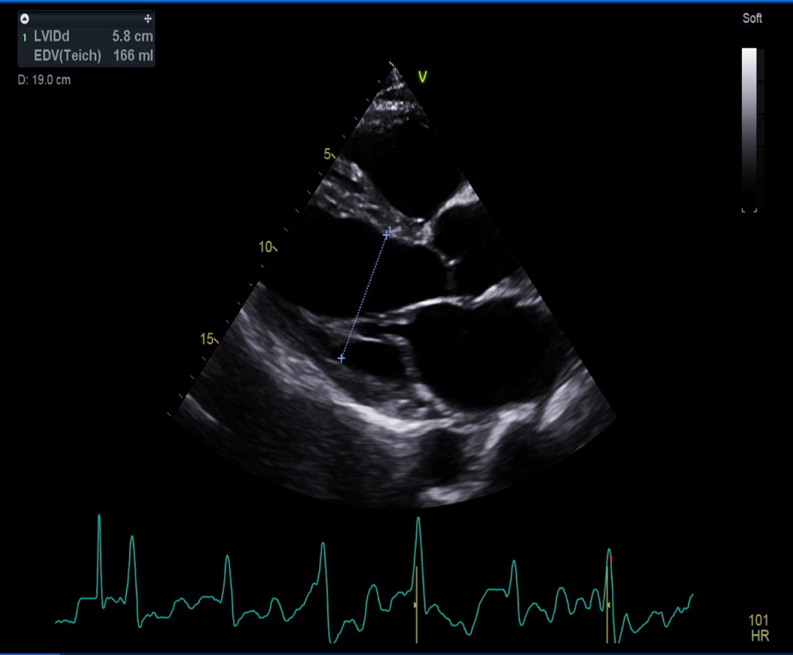 1 LVIDd 5.8 cm
EDV(Teich) 166 ml
D: 19.0 cm
Soft
V
5
10
15
101
HR